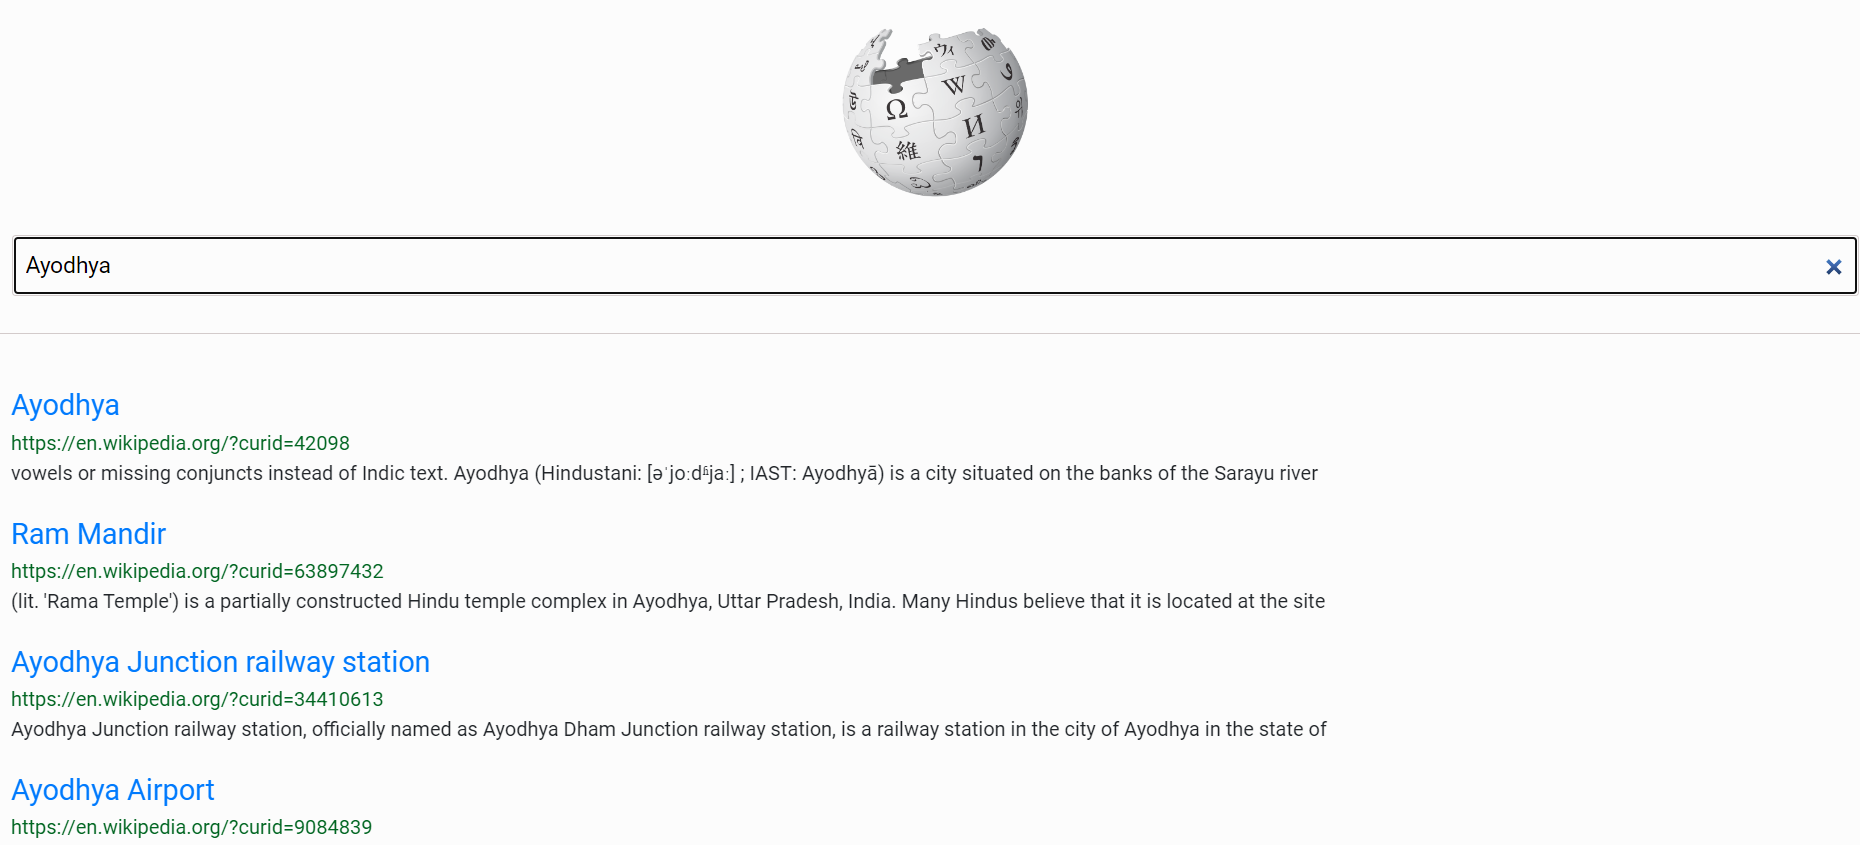 Ω W И 維 ウィ
Ayodhya
Ayodhya
https://en.wikipedia.org/?curid=42098
vowels or missing conjuncts instead of Indic text. Ayodhya (Hindustani: [əˈjoːdʱjaː] ; IAST: Ayodhyā) is a city situated on the banks of the Sarayu river
Ram Mandir
https://en.wikipedia.org/?curid=63897432
(lit. 'Rama Temple') is a partially constructed Hindu temple complex in Ayodhya, Uttar Pradesh, India. Many Hindus believe that it is located at the site
Ayodhya Junction railway station
https://en.wikipedia.org/?curid=34410613
Ayodhya Junction railway station, officially named as Ayodhya Dham Junction railway station, is a railway station in the city of Ayodhya in the state of
Ayodhya Airport
https://en.wikipedia.org/?curid=9084839